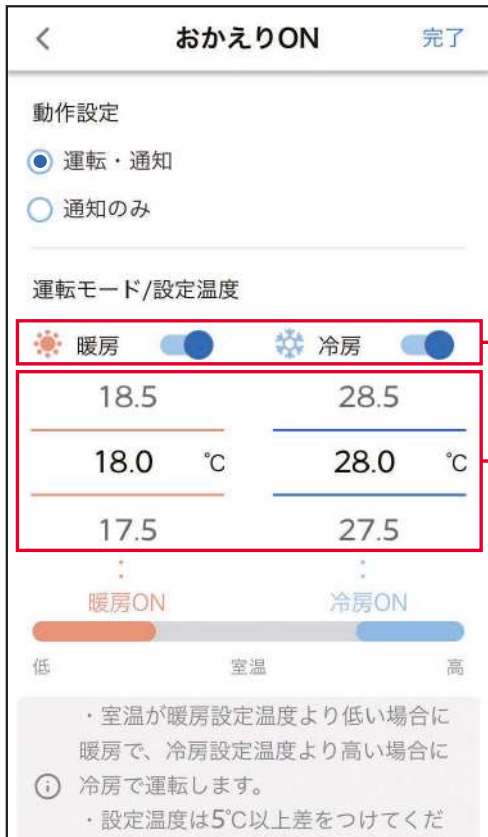 おかえりON 完了
動作設定
運転・通知
通知のみ
運転モード/設定温度
暖房 冷房
18.5 28.5
18.0 ℃ 28.0 ℃
17.5 27.5
暖房ON 冷房ON
低 室温 高
・室温が暖房設定温度より低い場合に
暖房で、冷房設定温度より高い場合に
冷房で運転します。
・設定温度は5℃以上差をつけてくだ